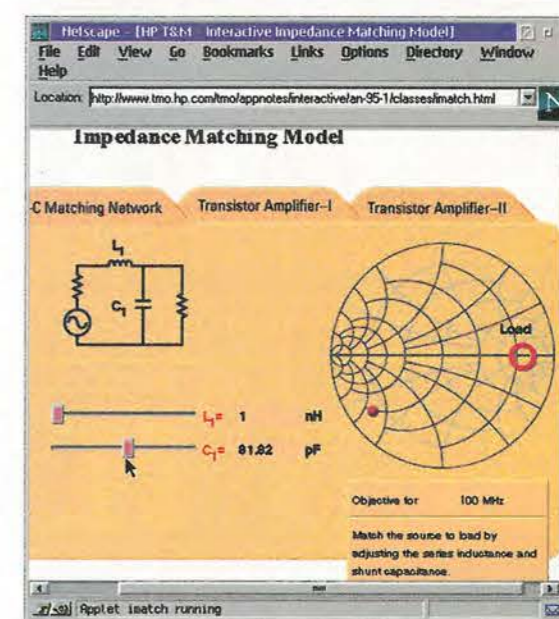 Netscape - [HP T&M Interactive Impedance Matching Model]
File Edit View Go Bookmarks Links Options Directory Window
Help
Location: http://www.tmo.hp.com/tmo/appnotes/interactive/an-95-1/classes/imatch.html
N
Impedance Matching Model
-C Matching Network Transistor Amplifier-I Transistor Amplifier-II
L1
C1
Load
L1= 1 nH
C1= 81.82 pF
Objective for 100 MHz
Match the source to load by
adjusting the series inductance and
shunt capacitance.
Applet imatch running